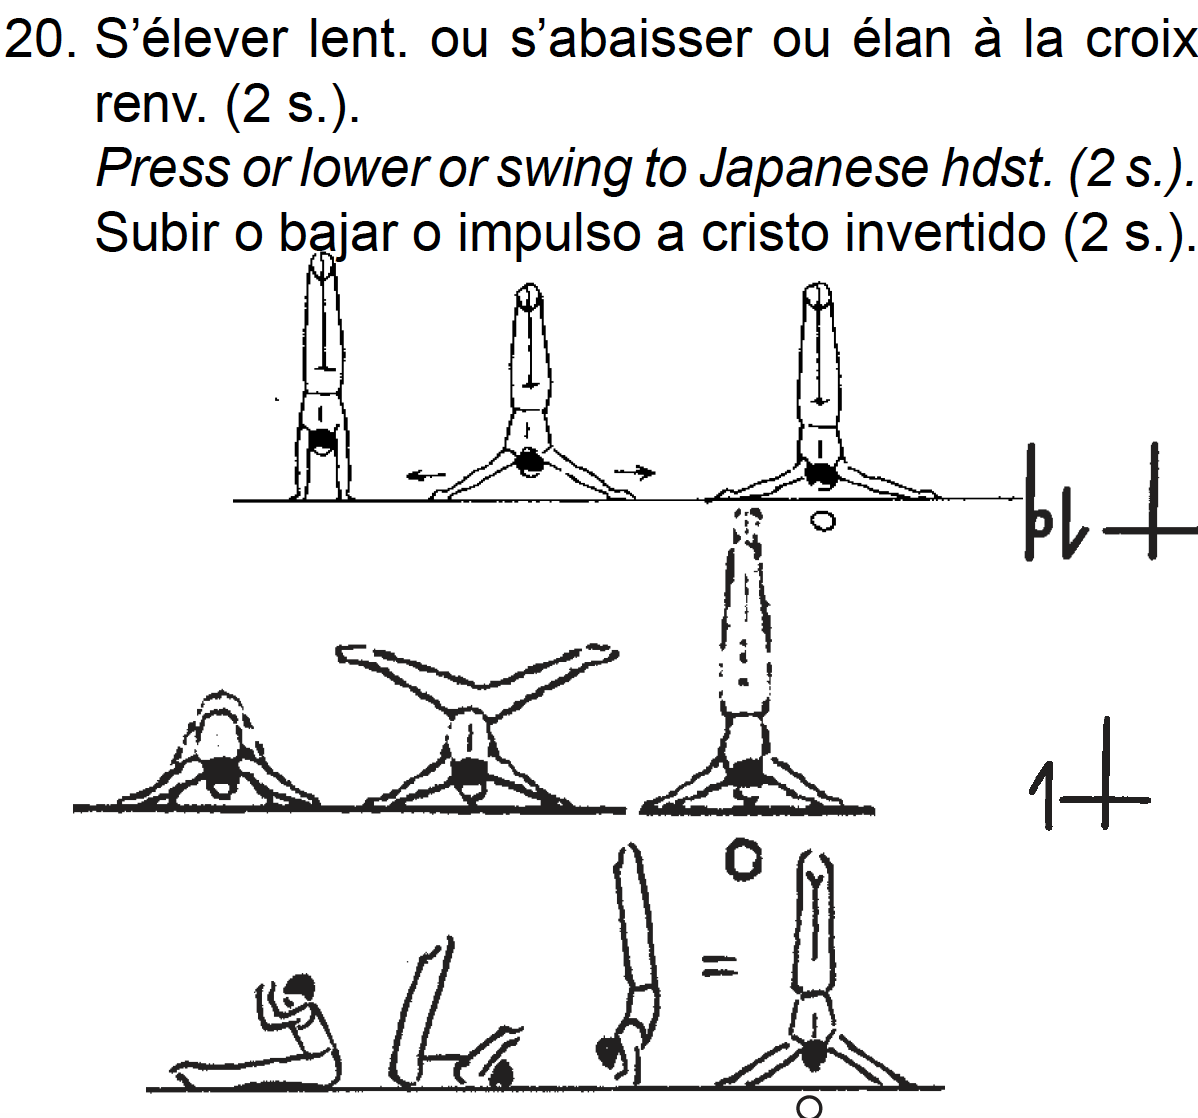 20. S’élever lent. ou s’abaisser ou élan à la croix
renv. (2 s.).
Press or lower or swing to Japanese hdst. (2 s.).
Subir o bajar o impulso a cristo invertido (2 s.).